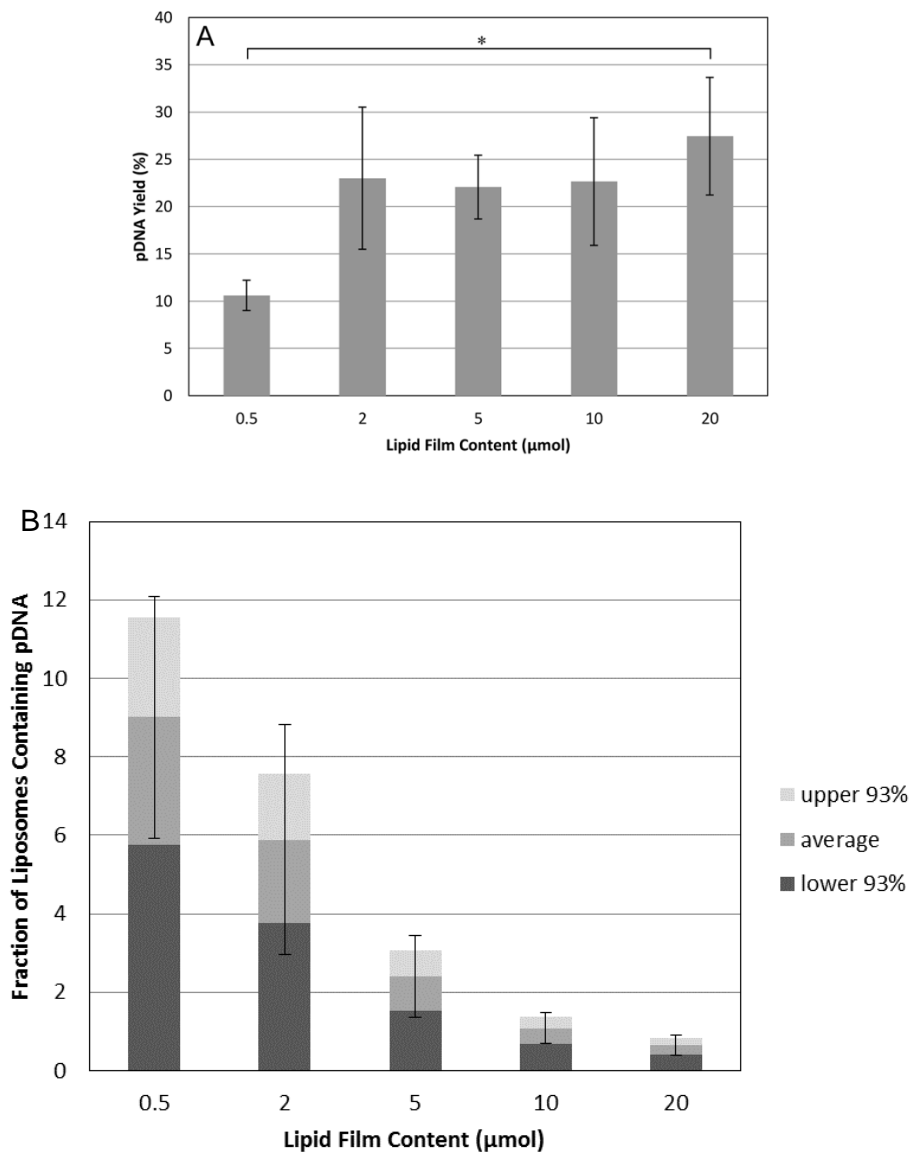 A
*
40
35
30
25
20
15
10
5
0
pDNA Yield (%)
0.5 2 5 10 20
Lipid Film Content (µmol)
B
14
12
10
8
6
4
2
0
Fraction of Liposomes Containing pDNA
upper 93%
average
lower 93%
0.5 2 5 10 20
Lipid Film Content (µmol)